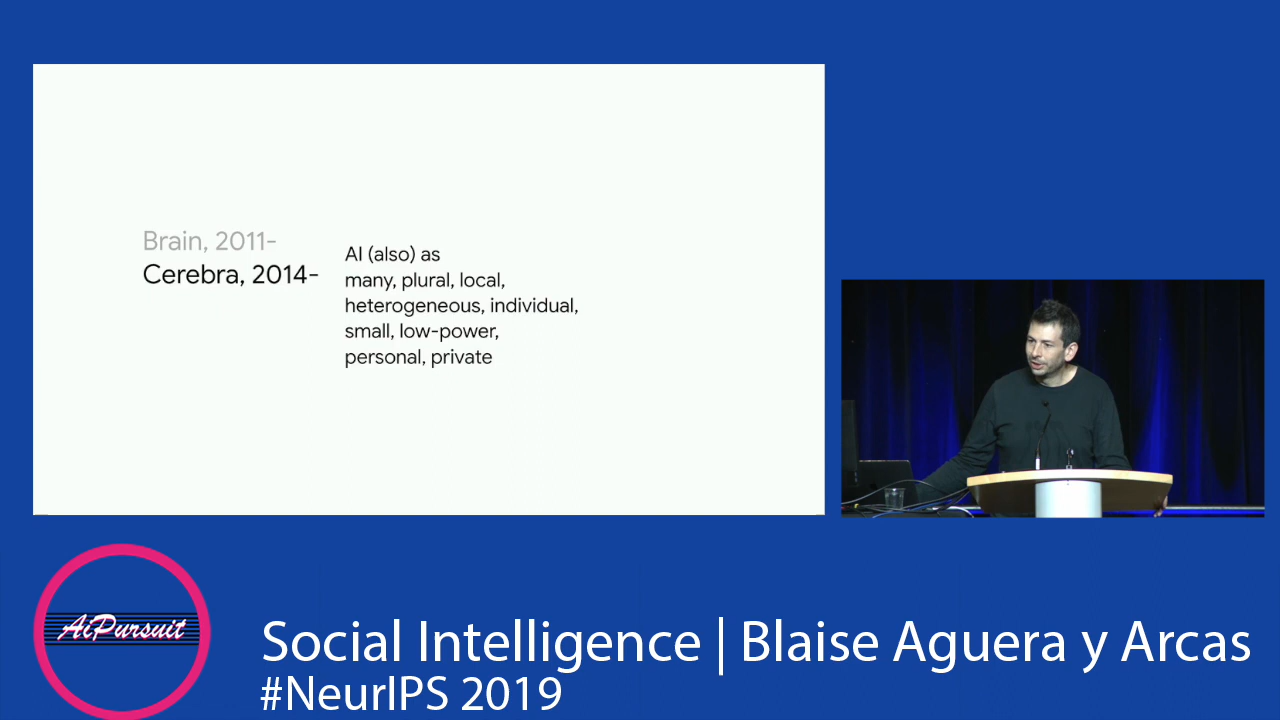 Brain, 2011-
Cerebra, 2014-
AI (also) as
many, plural, local,
heterogeneous, individual,
small, low-power,
personal, private
AiPursuit
Social Intelligence | Blaise Aguera y Arcas
#NeurIPS 2019